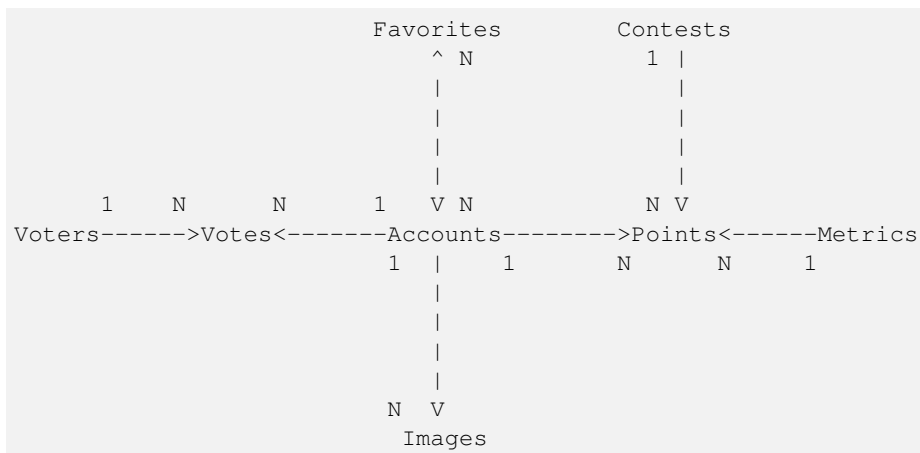 Favorites       Contests
                          ^ N            1 |
                          |                |
                          |                |
                          |                |
                          |                |
      1    N      N     1   V N            N V
Voters------>Votes<-------Accounts-------->Points<------Metrics
                        1 |    1       N      N     1
                          |
                          |
                          |
                          |
                        N V
                         Images